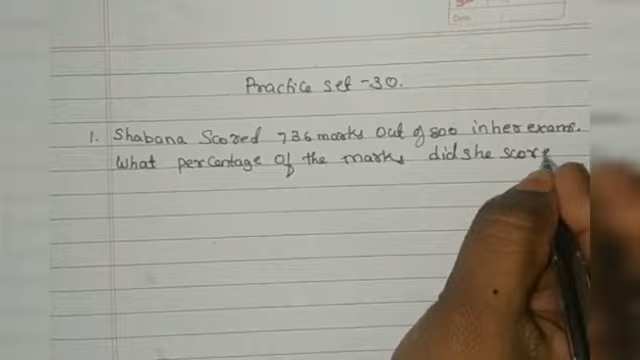 Date
Practice set - 30.
1. Shabana Scored 736 marks out of 800 in her exams.
What percentage of the marks did she score